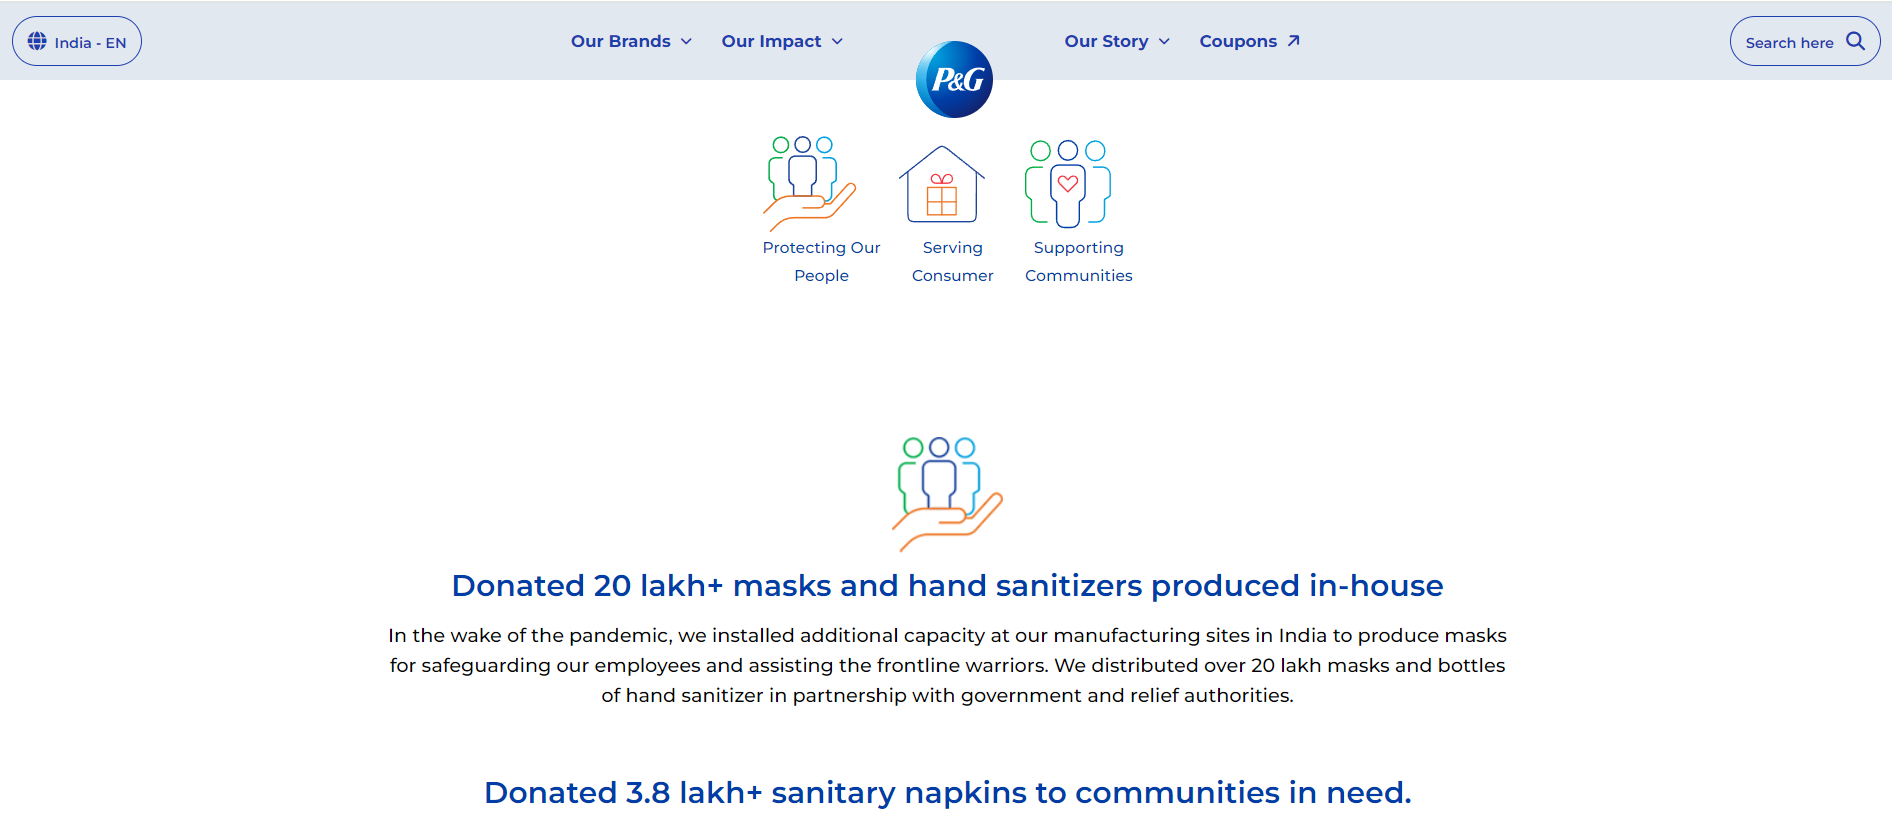 India - EN
Our Brands
Our Impact
P&G
Our Story
Coupons
Search here
Protecting Our
People
Serving
Consumer
Supporting
Communities
Donated 20 lakh+ masks and hand sanitizers produced in-house
In the wake of the pandemic, we installed additional capacity at our manufacturing sites in India to produce masks
for safeguarding our employees and assisting the frontline warriors. We distributed over 20 lakh masks and bottles
of hand sanitizer in partnership with government and relief authorities.
Donated 3.8 lakh+ sanitary napkins to communities in need.